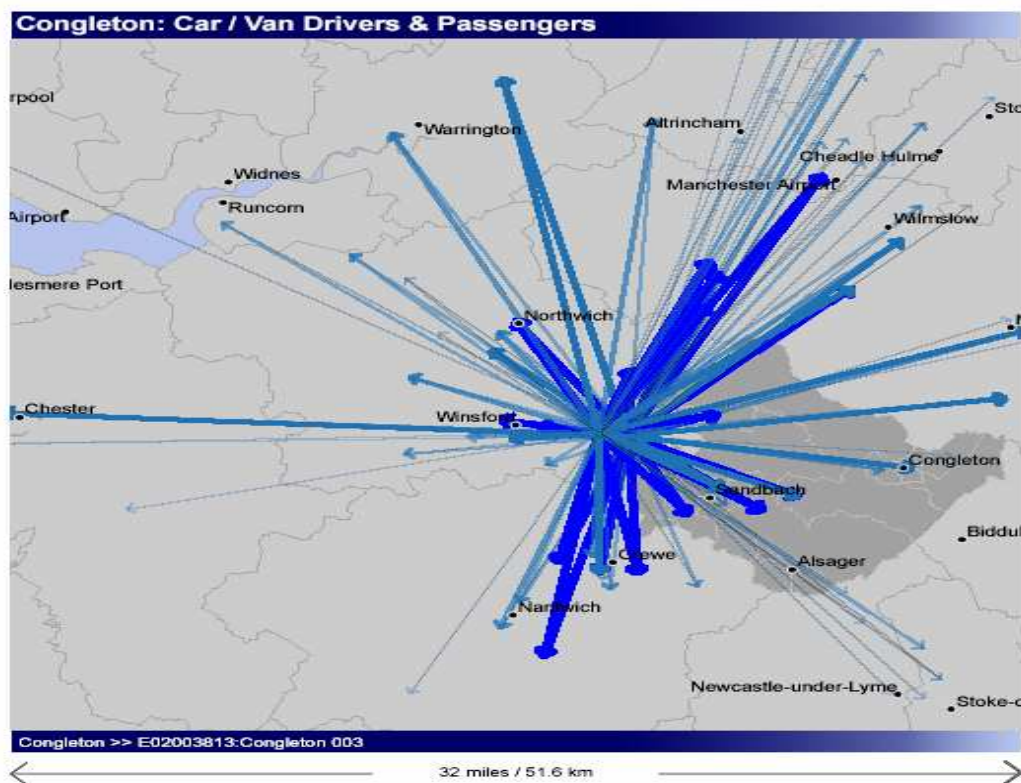 Congleton: Car / Van Drivers & Passengers
rpool
Warrington
Altrincham
Sto
Cheadle Hulme
Widnes
Manchester Airport
Runcorn
Airport
Wilmslow
lesmere Port
Northwich
Chester
Winsford
Congleton
Sandbach
Biddul
Crewe
Alsager
Nantwich
Newcastle-under-Lyme
Stoke-o
Congleton >> E02003813:Congleton 003
32 miles / 51.6 km